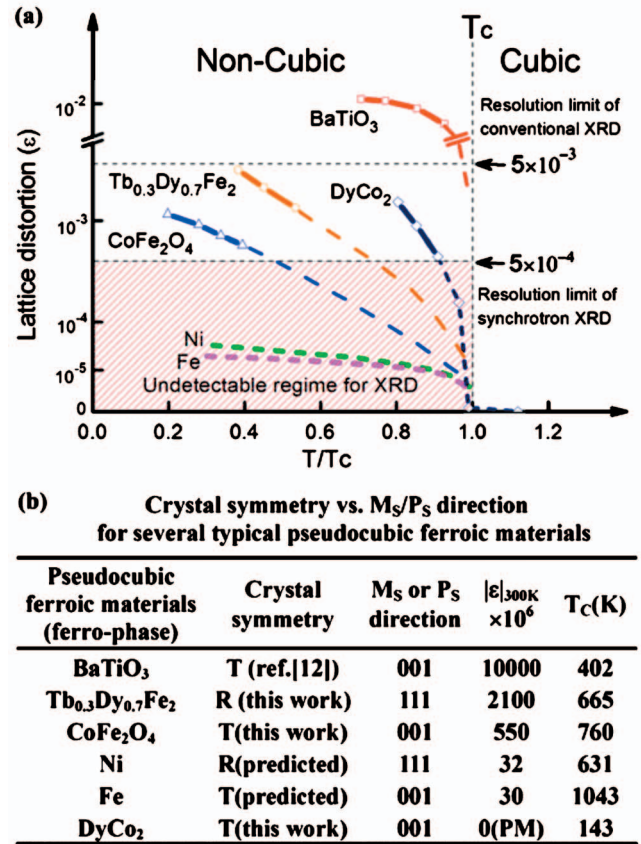 (a)
Tc
Non-Cubic Cubic
Lattice distortion (ε)
10⁻²
10⁻³
10⁻⁴
10⁻⁵
0
BaTiO₃
Resolution limit of
conventional XRD
5×10⁻³
Tb₀.₃Dy₀.₇Fe₂
DyCo₂
CoFe₂O₄
5×10⁻⁴
Resolution limit of
synchrotron XRD
Ni
Fe
Undetectable regime for XRD
0.0 0.2 0.4 0.6 0.8 1.0 1.2
T/Tc
(b) Crystal symmetry vs. Mₛ/Pₛ direction
for several typical pseudocubic ferroic materials
Pseudocubic
ferroic materials
(ferro-phase)
Crystal
symmetry
Mₛ or Pₛ
direction
|ε|₃₀₀K
×10⁶
T_C(K)
BaTiO₃ T (ref.[12]) 001 10000 402
Tb₀.₃Dy₀.₇Fe₂ R (this work) 111 2100 665
CoFe₂O₄ T(this work) 001 550 760
Ni R(predicted) 111 32 631
Fe T(predicted) 001 30 1043
DyCo₂ T(this work) 001 0(PM) 143